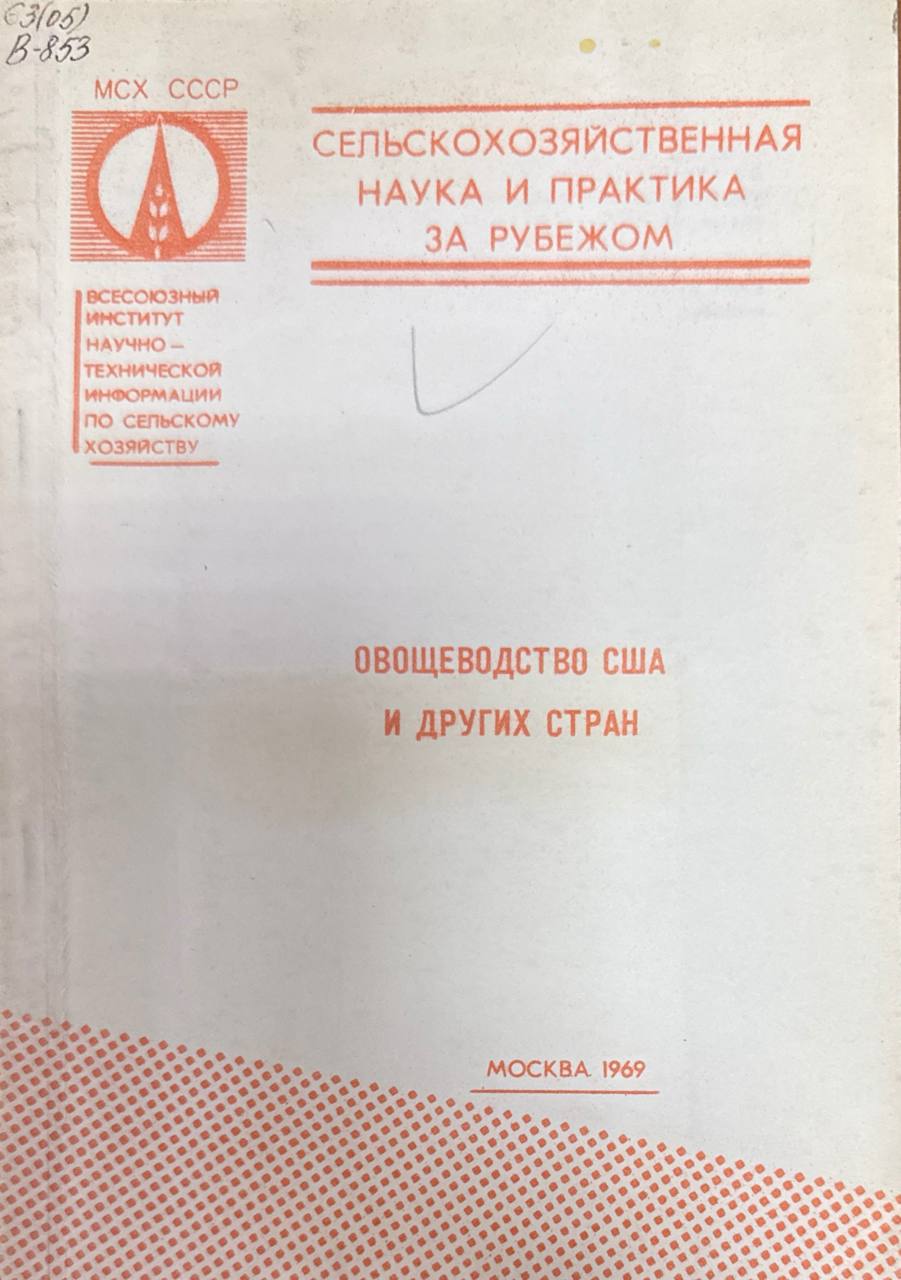 63(05)
В-853
МСХ СССР
СЕЛЬСКОХОЗЯЙСТВЕННАЯ
НАУКА И ПРАКТИКА
ЗА РУБЕЖОМ
ВСЕСОЮЗНЫЙ
ИНСТИТУТ
НАУЧНО –
ТЕХНИЧЕСКОЙ
ИНФОРМАЦИИ
ПО СЕЛЬСКОМУ
ХОЗЯЙСТВУ
ОВОЩЕВОДСТВО США
И ДРУГИХ СТРАН
МОСКВА 1969